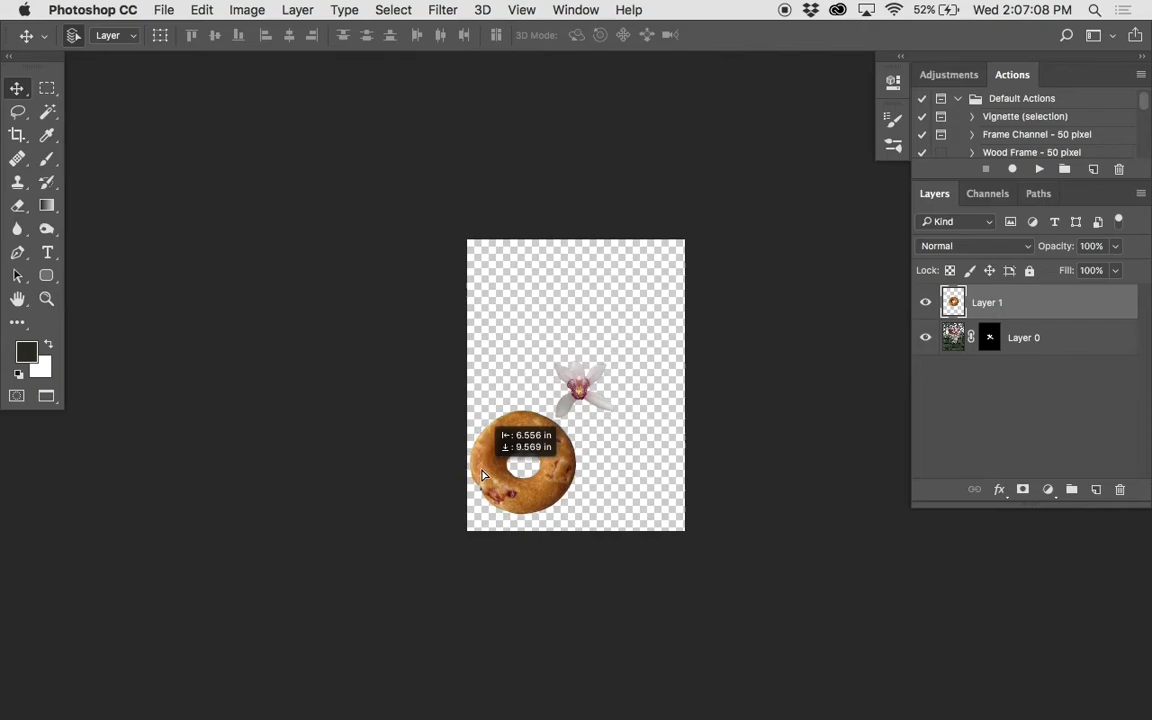 Photoshop CC File Edit Image Layer Type Select Filter 3D View Window Help 52% Wed 2:07:08 PM
Layer 3D Mode:
Adjustments Actions
Default Actions
Vignette (selection)
Frame Channel - 50 pixel
Wood Frame - 50 pixel
Layers Channels Paths
Kind
Normal Opacity: 100%
Lock: Fill: 100%
Layer 1
Layer 0
: 6.556 in
: 9.569 in